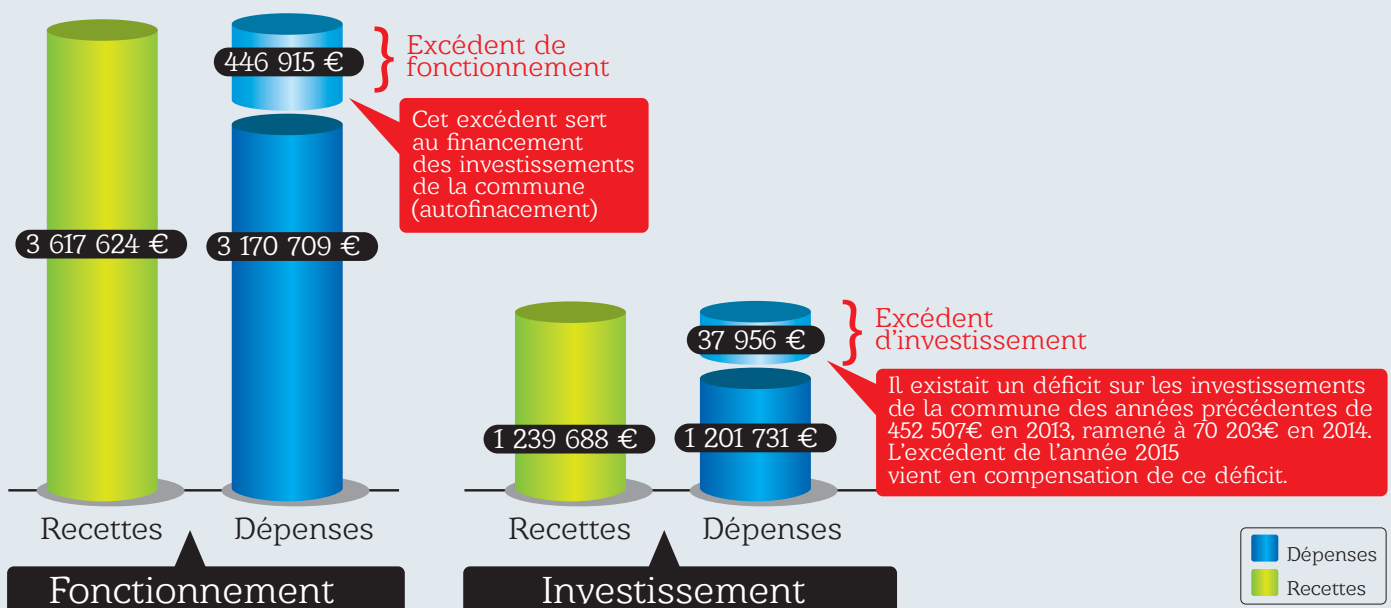 446 915 €
Excédent de
fonctionnement
Cet excédent sert
au financement
des investissements
de la commune
(autofinacement)
3 617 624 €
3 170 709 €
37 956 €
Excédent
d'investissement
Il existait un déficit sur les investissements
de la commune des années précédentes de
452 507€ en 2013, ramené à 70 203€ en 2014.
L'excédent de l'année 2015
vient en compensation de ce déficit.
1 239 688 €
1 201 731 €
Recettes
Dépenses
Recettes
Dépenses
Fonctionnement
Investissement
Dépenses
Recettes